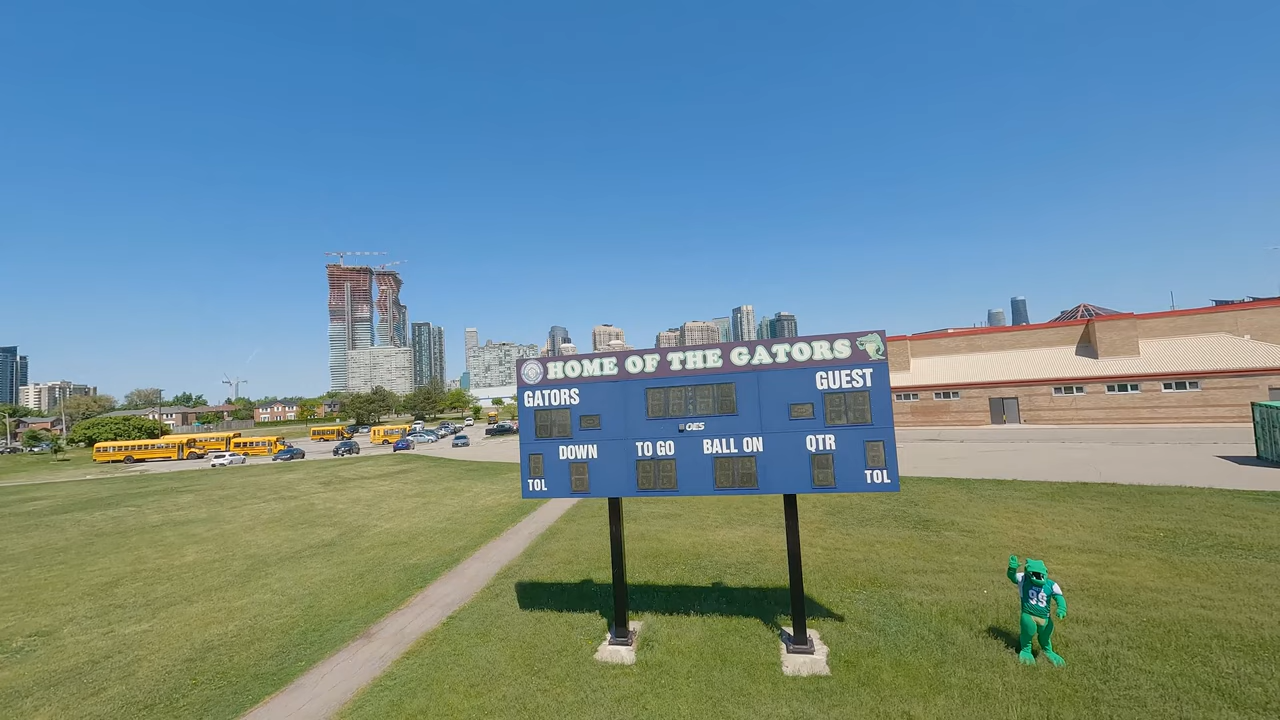 HOME OF THE GATORS
GATORS
GUEST
OES
DOWN
TO GO
BALL ON
QTR
TOL
TOL
99